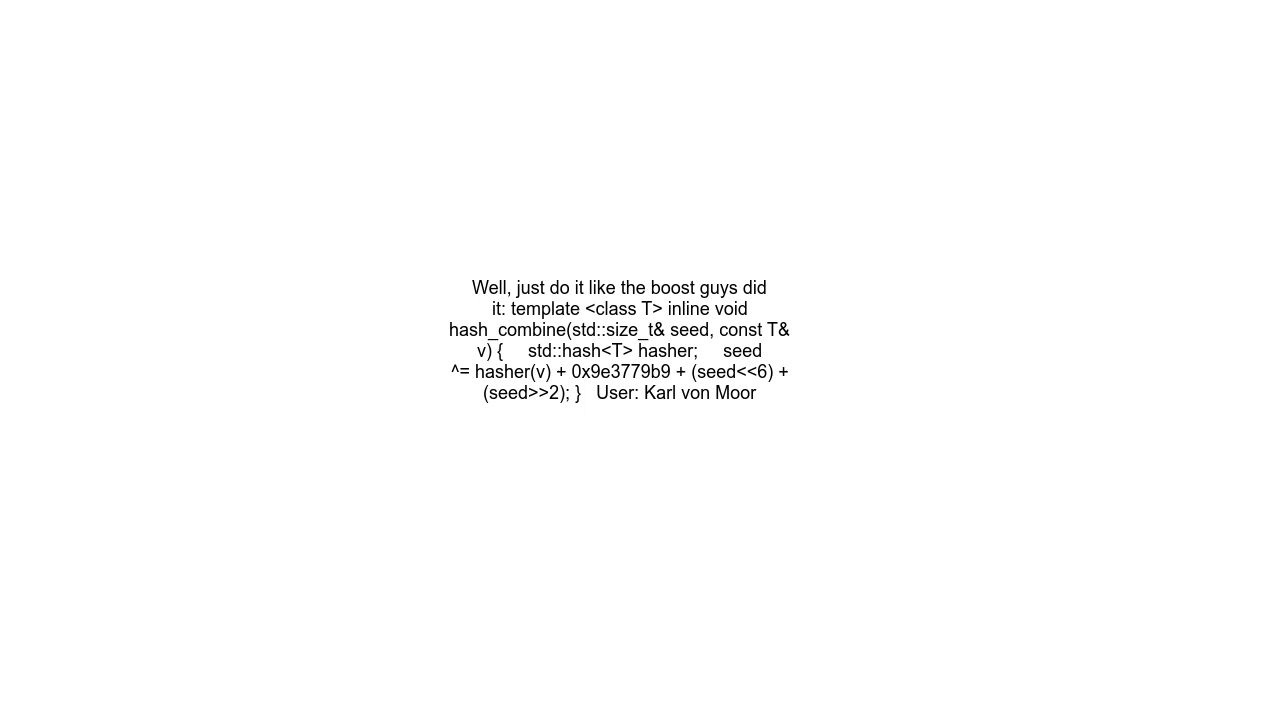 Well, just do it like the boost guys did
it: template <class T> inline void
hash_combine(std::size_t& seed, const T&
v) {     std::hash<T> hasher;     seed
^= hasher(v) + 0x9e3779b9 + (seed<<6) +
(seed>>2); }   User: Karl von Moor